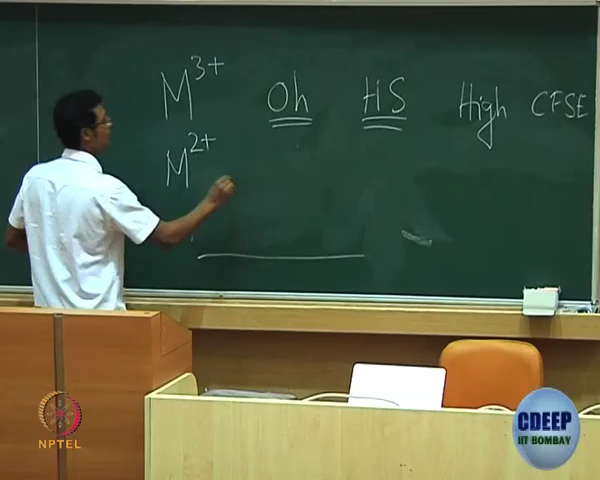 M³⁺ Oh HS High CFSE
M²⁺
NPTEL
CDEEP
IIT BOMBAY